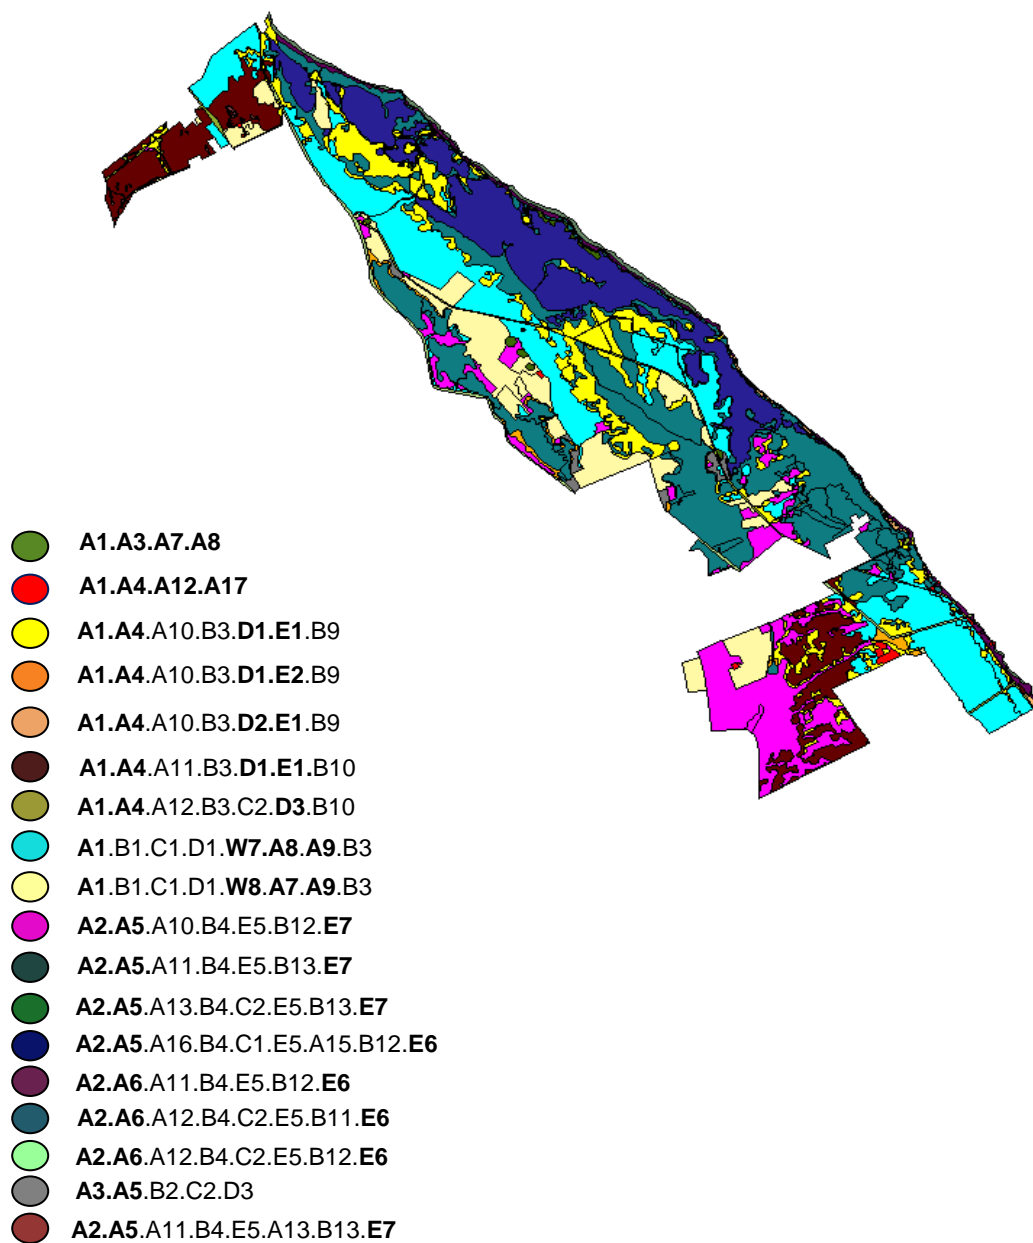 A1.A3.A7.A8
A1.A4.A12.A17
A1.A4.A10.B3.D1.E1.B9
A1.A4.A10.B3.D1.E2.B9
A1.A4.A10.B3.D2.E1.B9
A1.A4.A11.B3.D1.E1.B10
A1.A4.A12.B3.C2.D3.B10
A1.B1.C1.D1.W7.A8.A9.B3
A1.B1.C1.D1.W8.A7.A9.B3
A2.A5.A10.B4.E5.B12.E7
A2.A5.A11.B4.E5.B13.E7
A2.A5.A13.B4.C2.E5.B13.E7
A2.A5.A16.B4.C1.E5.A15.B12.E6
A2.A6.A11.B4.E5.B12.E6
A2.A6.A12.B4.C2.E5.B11.E6
A2.A6.A12.B4.C2.E5.B12.E6
A3.A5.B2.C2.D3
A2.A5.A11.B4.E5.A13.B13.E7